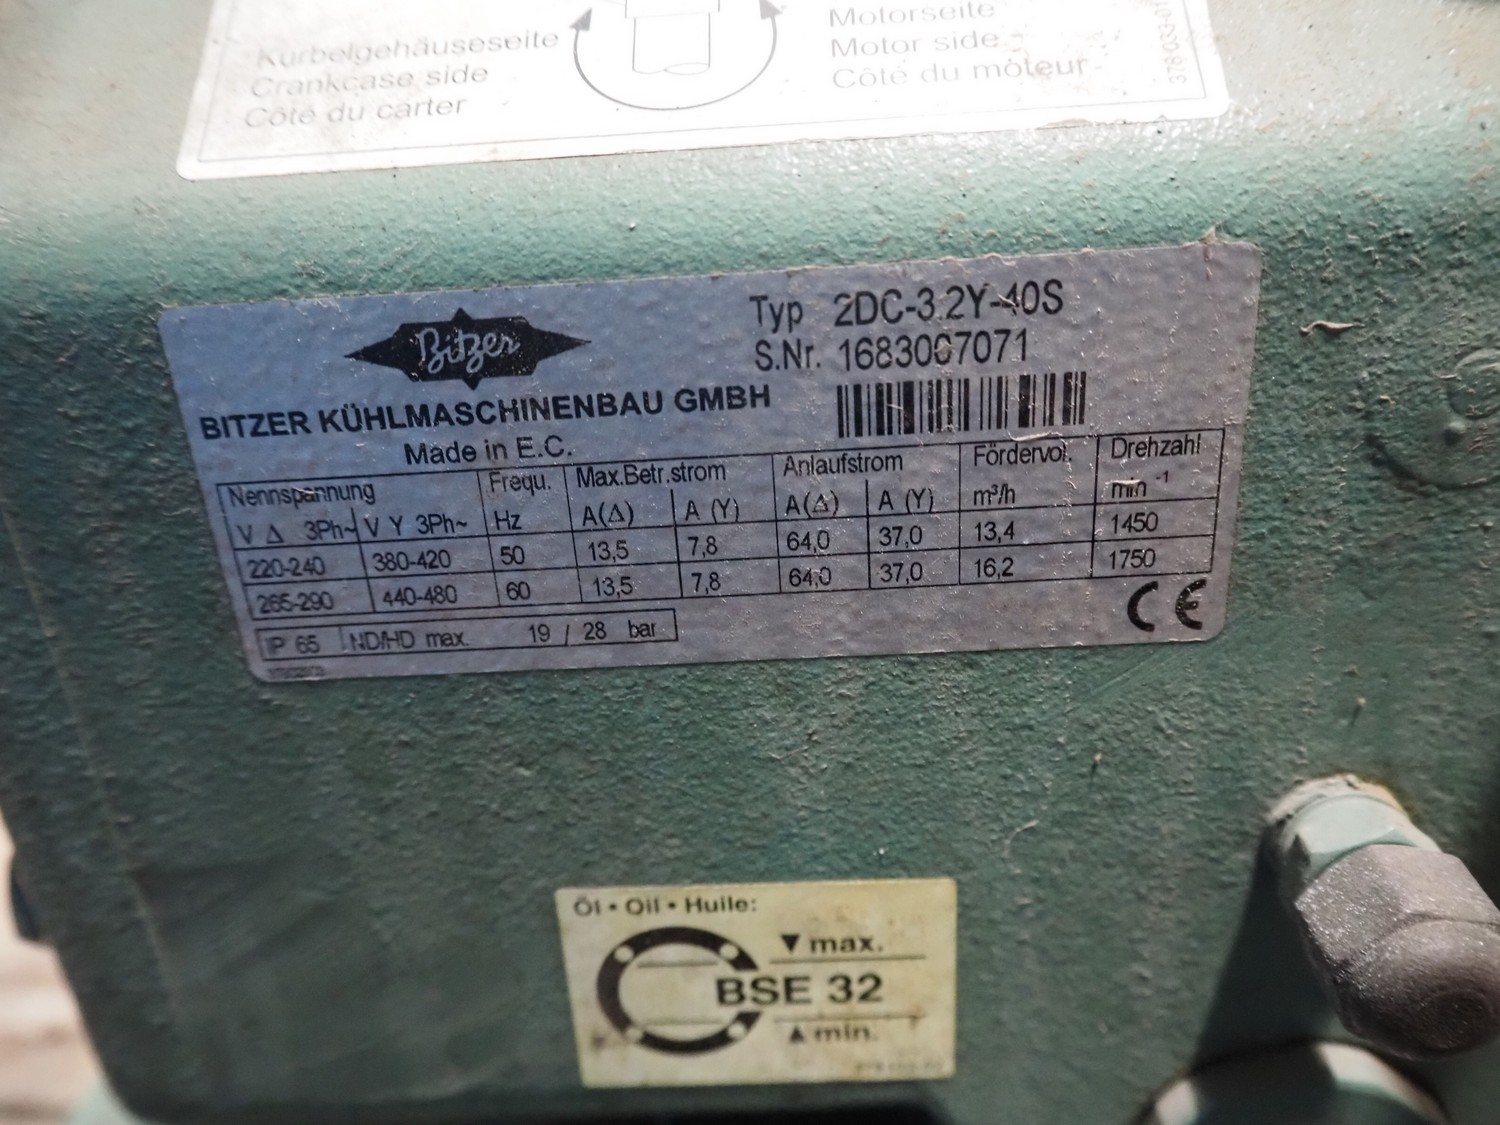 Kurbelgehäuseseite
Crankcase side
Côté du carter
Motorseite
Motor side
Côté du moteur
Bitzer
BITZER KÜHLMASCHINENBAU GMBH
Made in E.C.
Typ 2DC-3.2Y-40S
S.Nr. 1683007071
Nennspannung Frequ. Max.Betr.strom Anlaufstrom Fördervol. Drehzahl
V Δ 3Ph~ V Y 3Ph~ Hz A(Δ) A (Y) A(Δ) A (Y) m³/h min -1
220-240 380-420 50 13,5 7,8 64,0 37,0 13,4 1450
265-290 440-480 60 13,5 7,8 64,0 37,0 16,2 1750
IP 65 ND/HD max. 19 / 28 bar
CE
Öl • Oil • Huile:
▼ max.
BSE 32
▲ min.